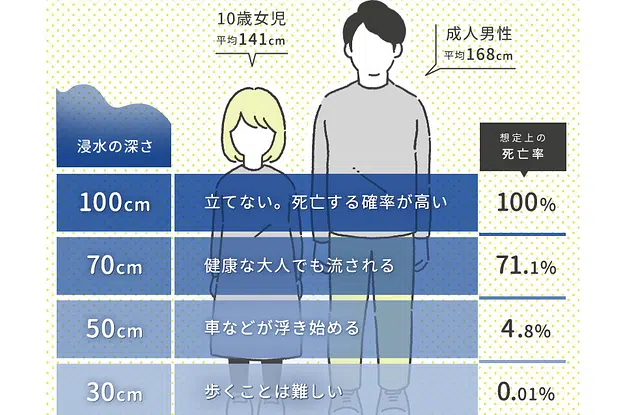 10歳女児
平均141cm
成人男性
平均168cm
浸水の深さ
想定上の
死亡率
100cm 立てない。死亡する確率が高い 100%
70cm 健康な大人でも流される 71.1%
50cm 車などが浮き始める 4.8%
30cm 歩くことは難しい 0.01%